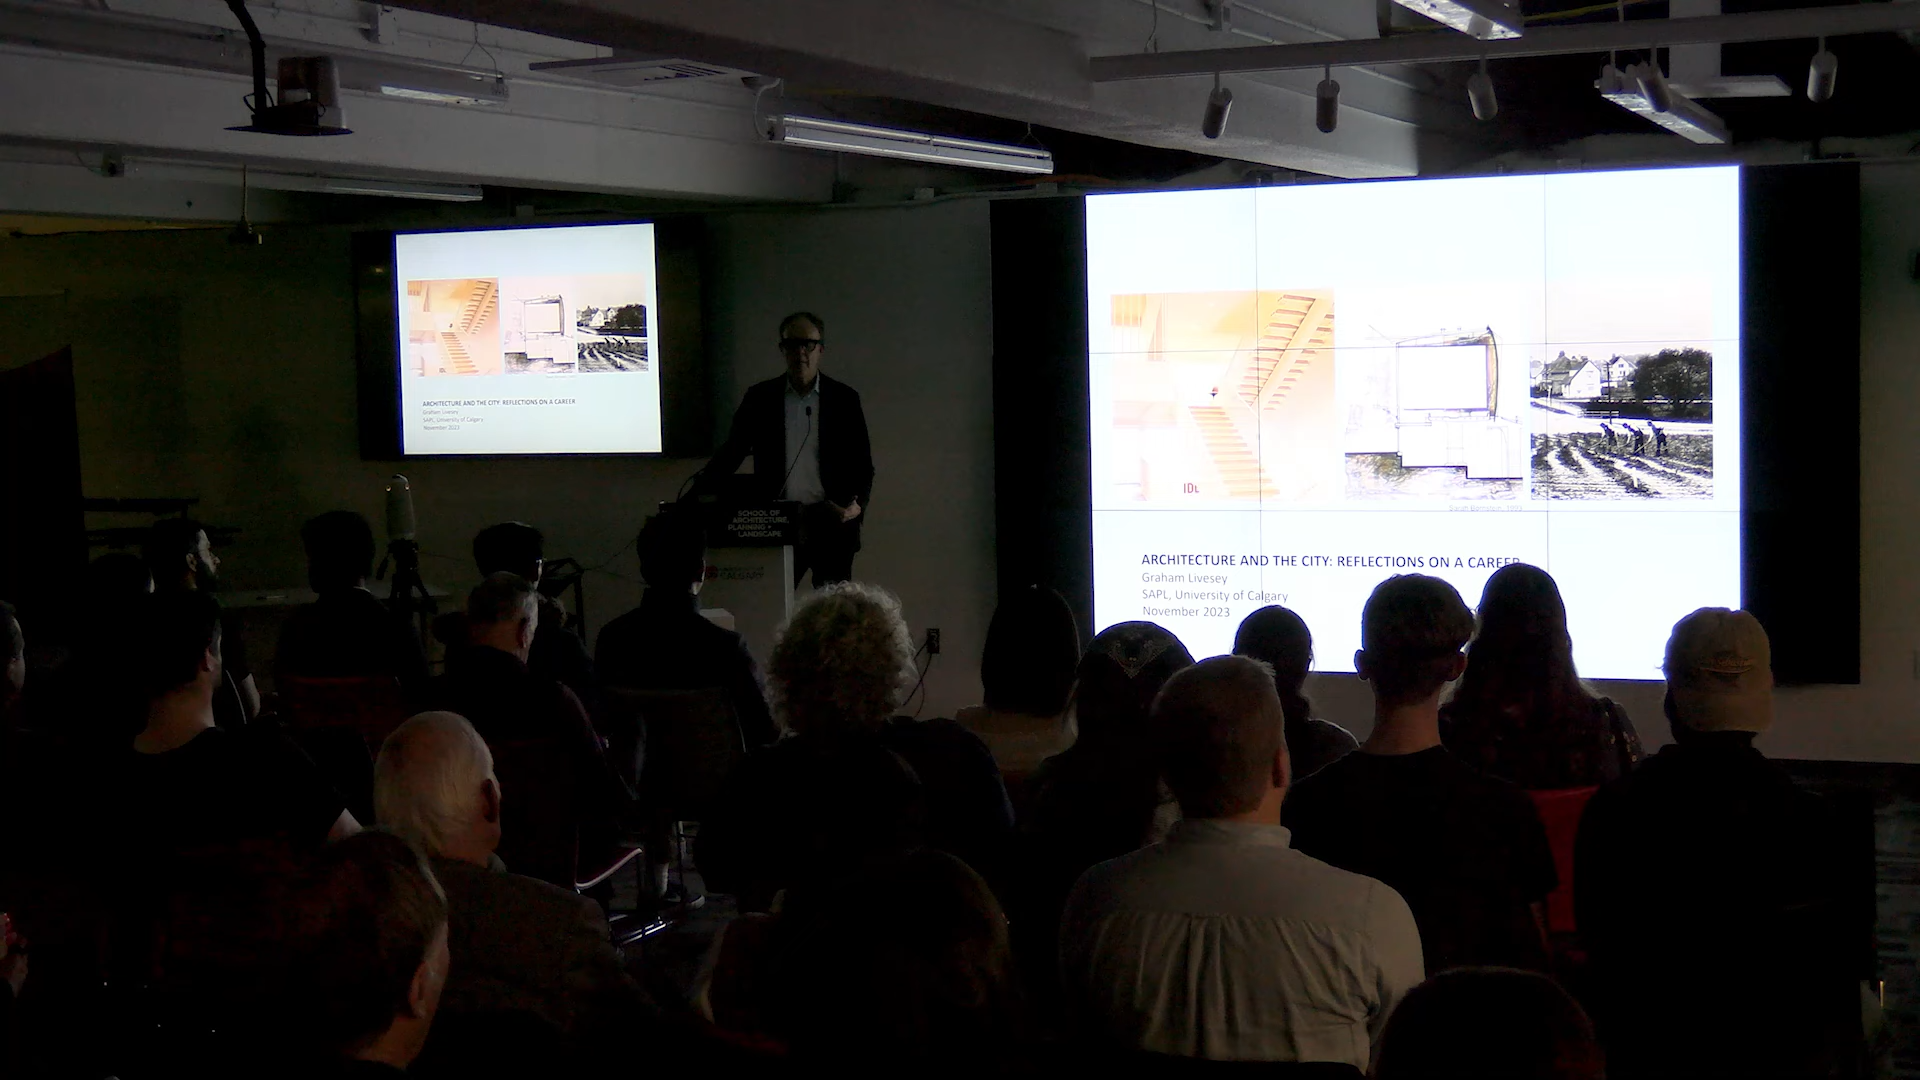 ARCHITECTURE AND THE CITY: REFLECTIONS ON A CAREER
Graham Livesey
SAPL, University of Calgary
November 2023
SCHOOL OF
ARCHITECTURE,
PLANNING +
LANDSCAPE
CALGARY
IDL
ARCHITECTURE AND THE CITY: REFLECTIONS ON A CAREER
Graham Livesey
SAPL, University of Calgary
November 2023